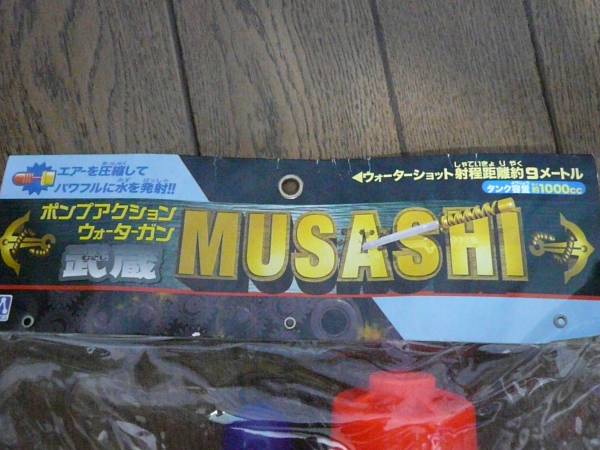 エアーを圧縮して
パワフルに水を発射!!
ポンプアクション
ウォーターガン
武蔵
MUSASHI
◀ウォーターショット射程距離約9メートル
タンク容量約1000cc